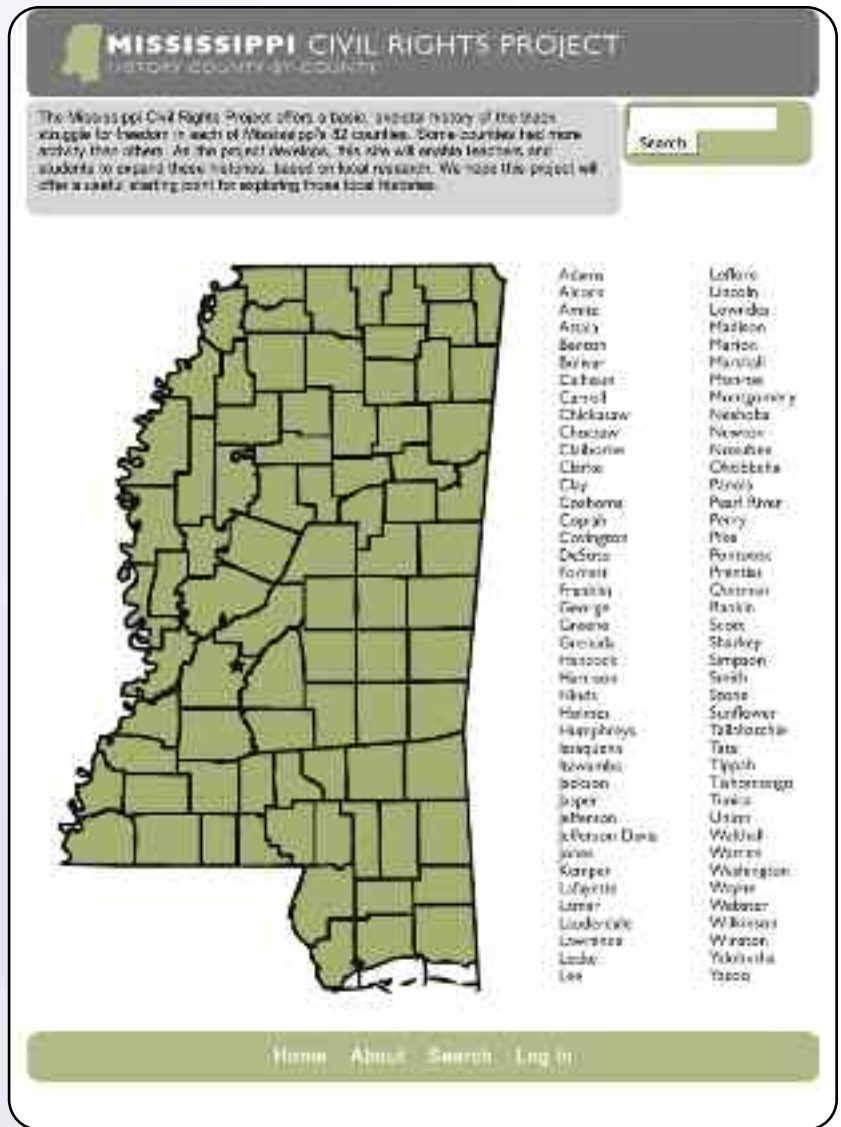 MISSISSIPPI CIVIL RIGHTS PROJECT
HISTORY COUNTY-BY-COUNTY
The Mississippi Civil Rights Project offers a basic, skeletal history of the black
struggle for freedom in each of Mississippi's 82 counties. Some counties had more
activity than others. As the project develops, this site will enable teachers and
students to expand these histories, based on local research. We hope this project will
offer a useful starting point for exploring those local histories.
Search
Adams
Alcorn
Amite
Attala
Benton
Bolivar
Calhoun
Carroll
Chickasaw
Choctaw
Claiborne
Clarke
Clay
Coahoma
Copiah
Covington
DeSoto
Forrest
Franklin
George
Greene
Grenada
Hancock
Harrison
Hinds
Holmes
Humphreys
Issaquena
Itawamba
Jackson
Jasper
Jefferson
Jefferson Davis
Jones
Kemper
Lafayette
Lamar
Lauderdale
Lawrence
Leake
Lee
Leflore
Lincoln
Lowndes
Madison
Marion
Marshall
Monroe
Montgomery
Neshoba
Newton
Noxubee
Oktibbeha
Panola
Pearl River
Perry
Pike
Pontotoc
Prentiss
Quitman
Rankin
Scott
Sharkey
Simpson
Smith
Stone
Sunflower
Tallahatchie
Tate
Tippah
Tishomingo
Tunica
Union
Walthall
Warren
Washington
Wayne
Webster
Wilkinson
Winston
Yalobusha
Yazoo
Home About Search Log In